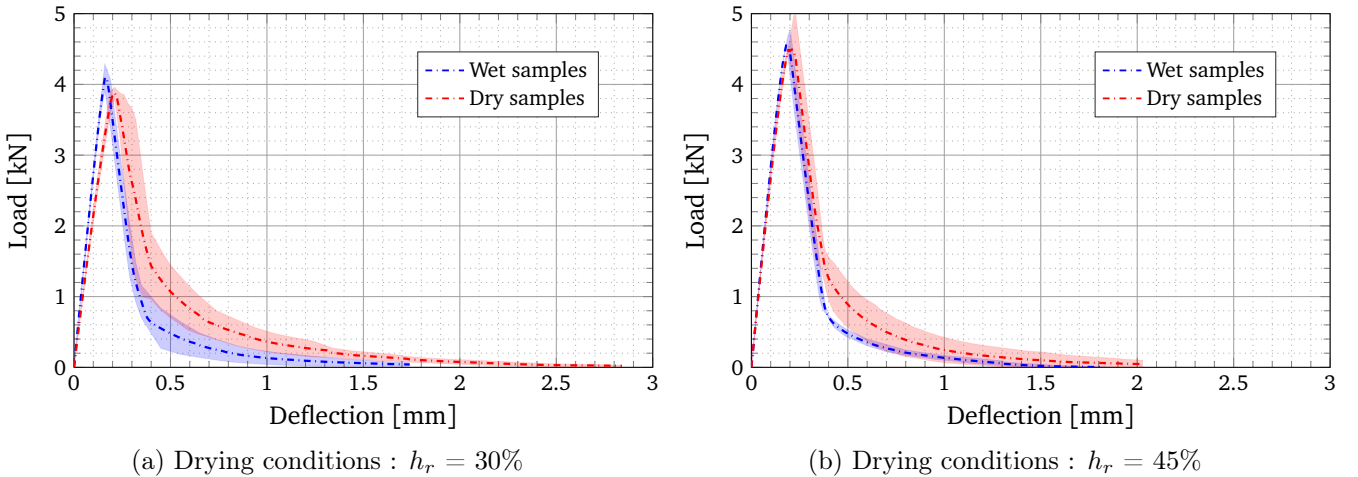 5
4
3
2
1
0
Load [kN]
Wet samples
Dry samples
0 0.5 1 1.5 2 2.5 3
Deflection [mm]
(a) Drying conditions : h_r = 30%
5
4
3
2
1
0
Load [kN]
Wet samples
Dry samples
0 0.5 1 1.5 2 2.5 3
Deflection [mm]
(b) Drying conditions : h_r = 45%